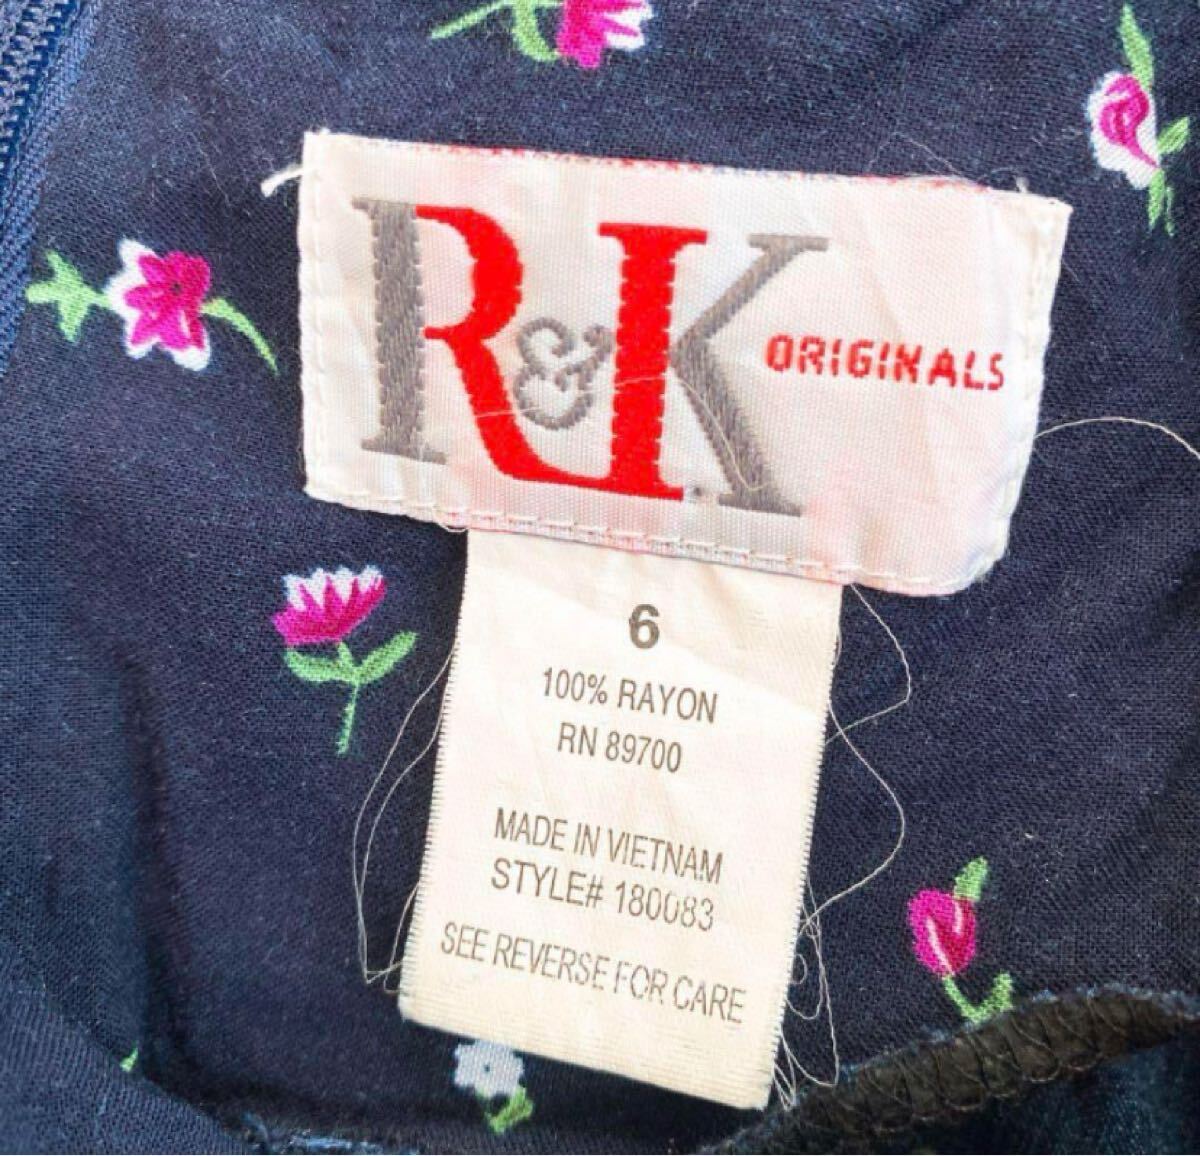 R&K ORIGINALS
6
100% RAYON
RN 89700
MADE IN VIETNAM
STYLE# 180083
SEE REVERSE FOR CARE